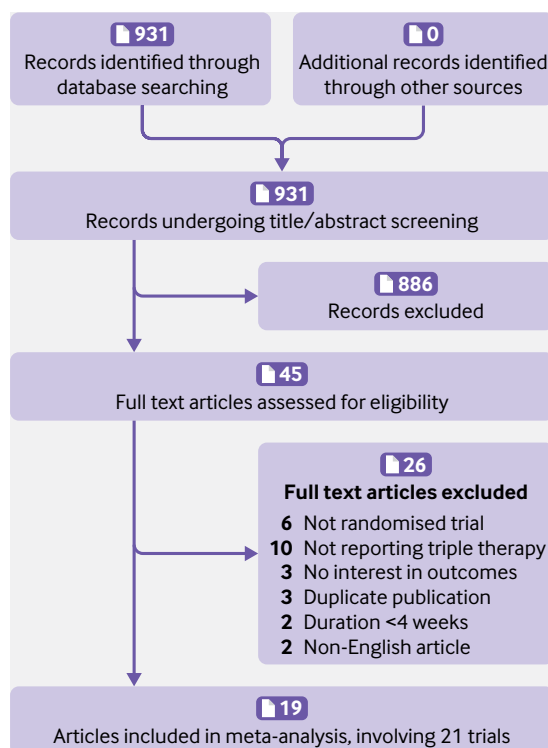 931
Records identified through
database searching
0
Additional records identified
through other sources
931
Records undergoing title/abstract screening
886
Records excluded
45
Full text articles assessed for eligibility
26
Full text articles excluded
6 Not randomised trial
10 Not reporting triple therapy
3 No interest in outcomes
3 Duplicate publication
2 Duration <4 weeks
2 Non-English article
19
Articles included in meta-analysis, involving 21 trials